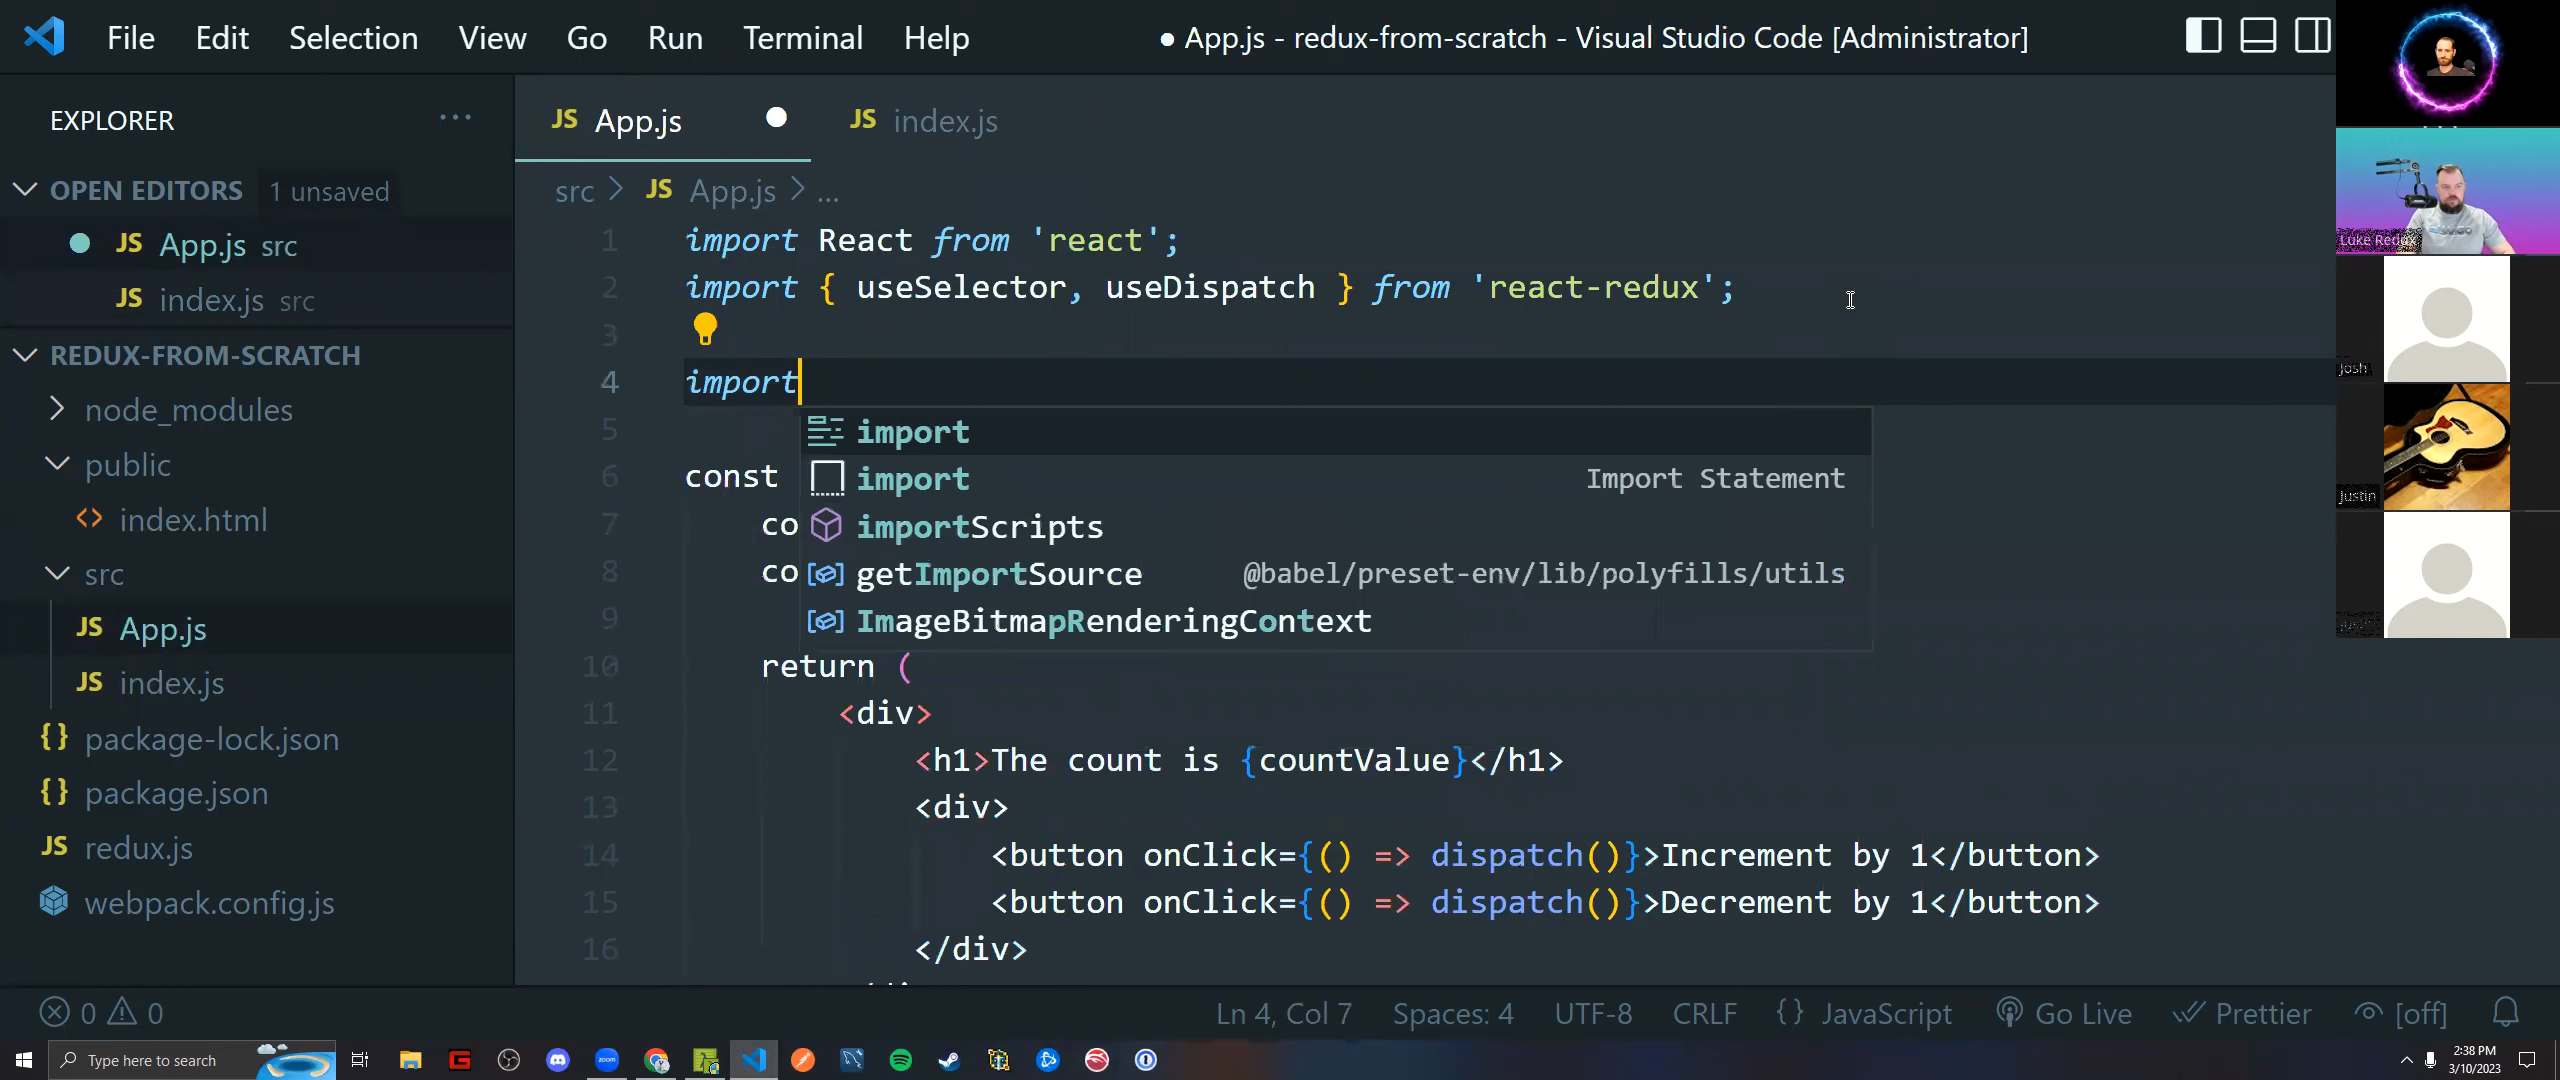 File Edit Selection View Go Run Terminal Help
● App.js - redux-from-scratch - Visual Studio Code [Administrator]
EXPLORER
OPEN EDITORS 1 unsaved
JS App.js src
JS index.js src
REDUX-FROM-SCRATCH
node_modules
public
<> index.html
src
JS App.js
JS index.js
{} package-lock.json
{} package.json
JS redux.js
webpack.config.js
JS App.js
JS index.js
src > JS App.js > ...
1 import React from 'react';
2 import { useSelector, useDispatch } from 'react-redux';
3
4 import
5
6 const
7 co
8 co
9
10 return (
11 <div>
12 <h1>The count is {countValue}</h1>
13 <div>
14 <button onClick={() => dispatch()}>Increment by 1</button>
15 <button onClick={() => dispatch()}>Decrement by 1</button>
16 </div>
import
import Import Statement
importScripts
getImportSource @babel/preset-env/lib/polyfills/utils
ImageBitmapRenderingContext
Luke Redux
Josh
Justin
0 0
Ln 4, Col 7 Spaces: 4 UTF-8 CRLF {} JavaScript Go Live Prettier [off]
Type here to search
zoom
2:38 PM
3/10/2023